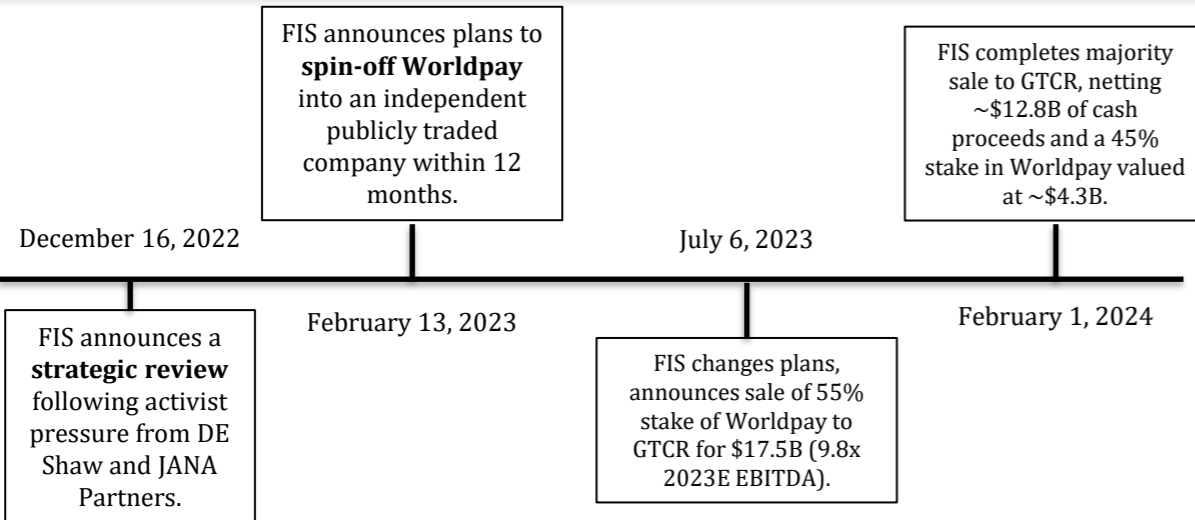 December 16, 2022
FIS announces a
strategic review
following activist
pressure from DE
Shaw and JANA
Partners.
FIS announces plans to
spin-off Worldpay
into an independent
publicly traded
company within 12
months.
February 13, 2023
July 6, 2023
FIS changes plans,
announces sale of 55%
stake of Worldpay to
GTCR for $17.5B (9.8x
2023E EBITDA).
FIS completes majority
sale to GTCR, netting
~$12.8B of cash
proceeds and a 45%
stake in Worldpay valued
at ~$4.3B.
February 1, 2024